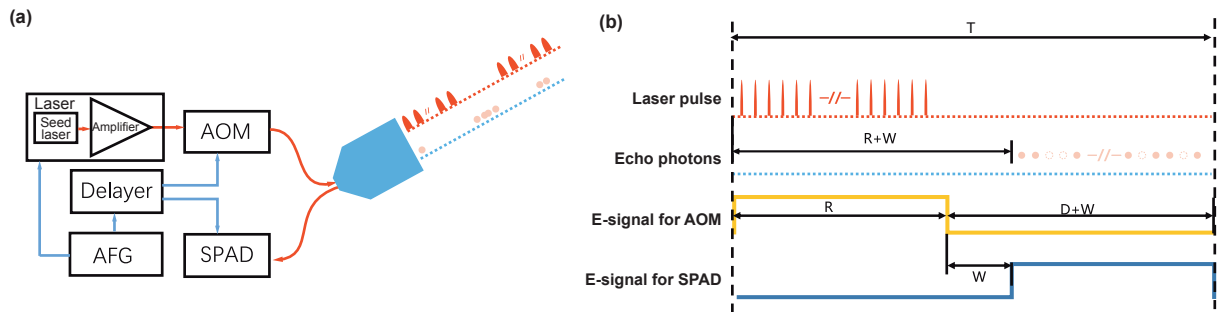 (a)
Laser
Seed
laser
Amplifier
AOM
Delayer
AFG
SPAD
(b)
T
Laser pulse
R+W
Echo photons
R
D+W
E-signal for AOM
W
E-signal for SPAD